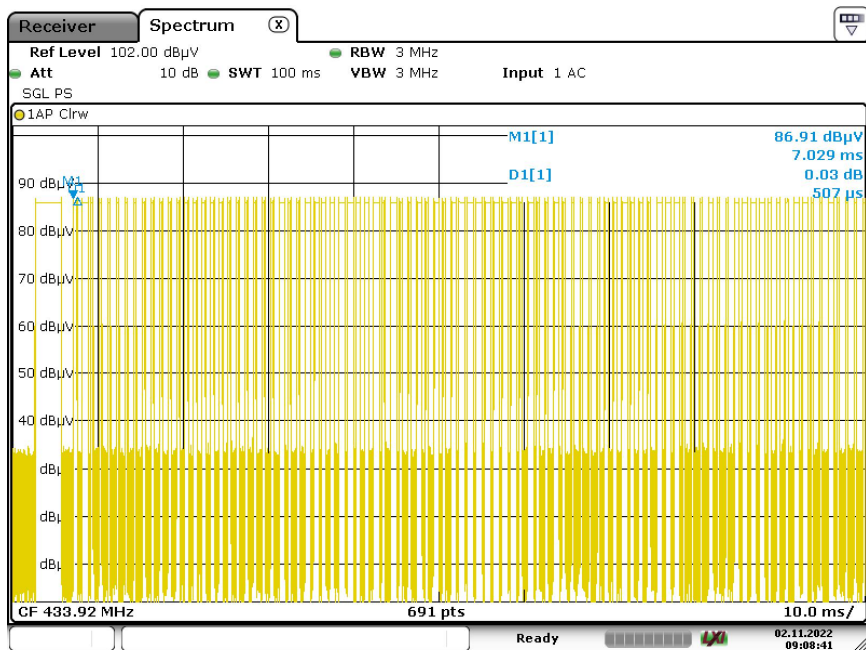 Receiver Spectrum X
Ref Level 102.00 dBµV RBW 3 MHz
Att 10 dB SWT 100 ms VBW 3 MHz Input 1 AC
SGL PS
1AP Clrw
M1[1] 86.91 dBµV
7.029 ms
D1[1] 0.03 dB
507 µs
90 dBµV
M1
80 dBµV
70 dBµV
60 dBµV
50 dBµV
40 dBµV
CF 433.92 MHz 691 pts 10.0 ms/
Ready LXI 02.11.2022
09:08:41